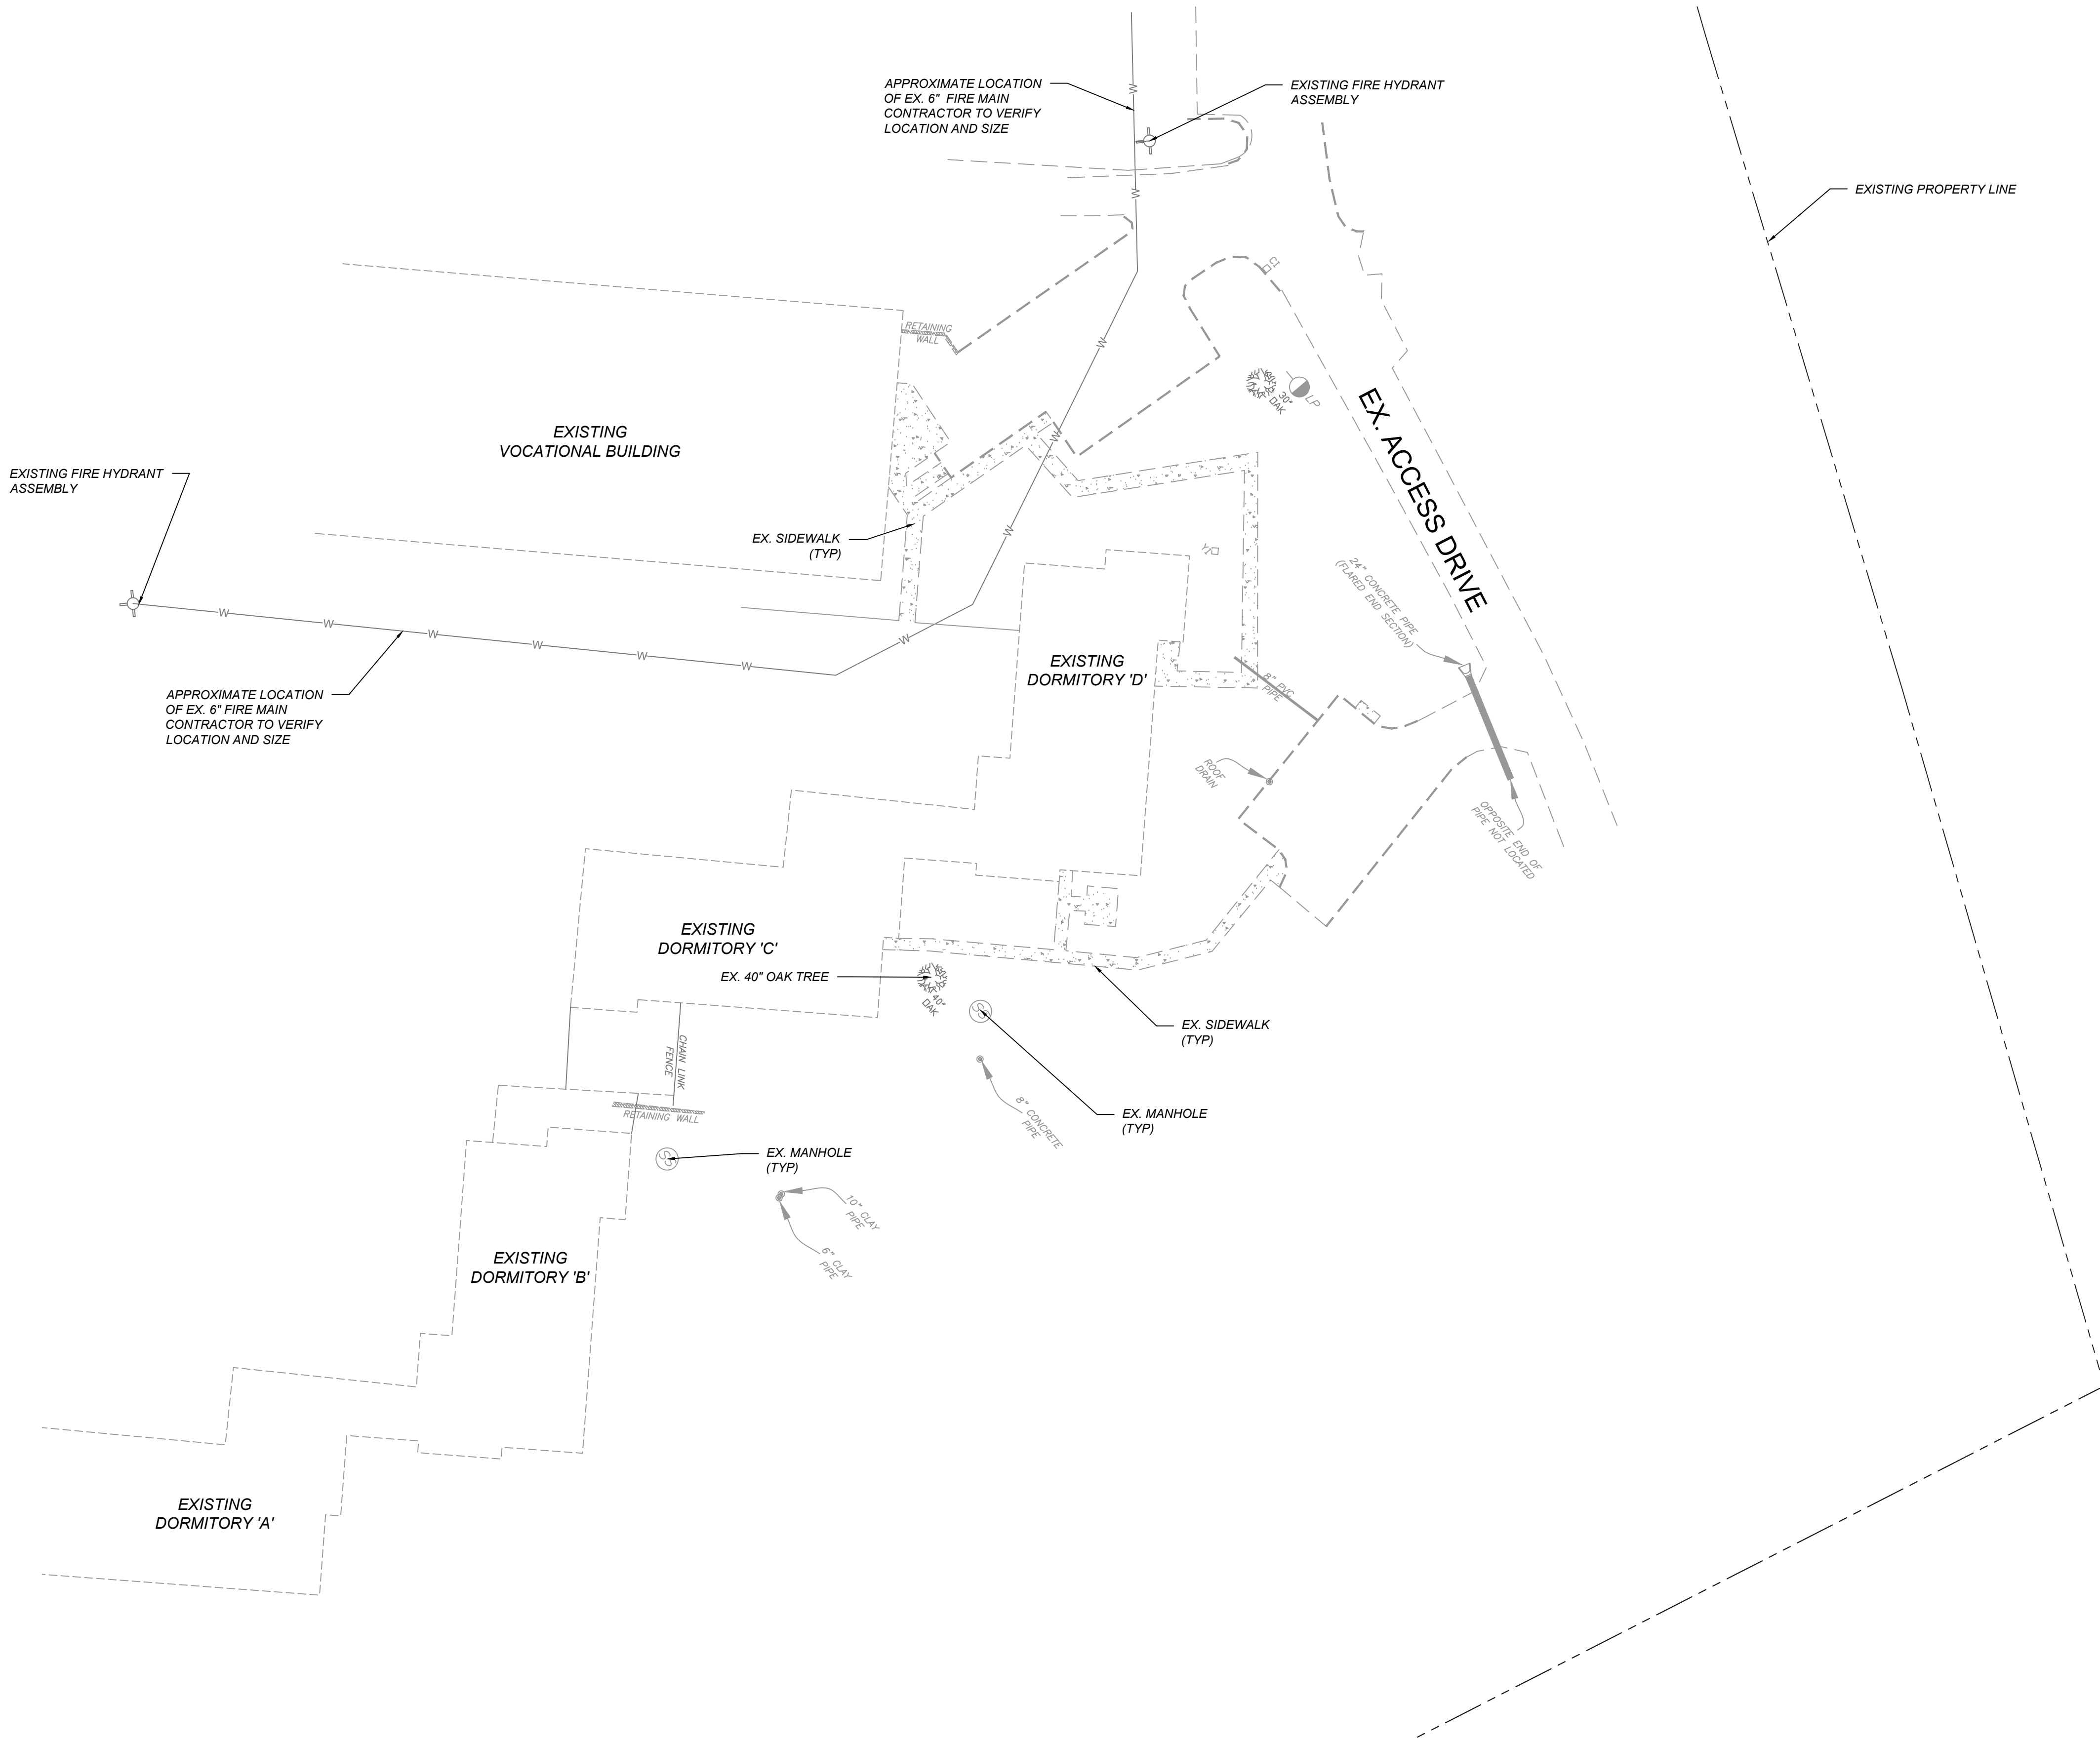 APPROXIMATE LOCATION
OF EX. 6" FIRE MAIN
CONTRACTOR TO VERIFY
LOCATION AND SIZE
EXISTING FIRE HYDRANT
ASSEMBLY
W
W
EXISTING PROPERTY LINE
C1
RETAINING
WALL
W
30"
OAK
LP
EX. ACCESS DRIVE
EXISTING
VOCATIONAL BUILDING
W
EXISTING FIRE HYDRANT
ASSEMBLY
EX. SIDEWALK
(TYP)
W
24" CONCRETE PIPE
(FLARED END SECTION)
W
W
W
W
W
W
W
EXISTING
DORMITORY 'D'
8" PVC
PIPE
APPROXIMATE LOCATION
OF EX. 6" FIRE MAIN
CONTRACTOR TO VERIFY
LOCATION AND SIZE
ROOF
DRAIN
OPPOSITE END OF
PIPE NOT LOCATED
EXISTING
DORMITORY 'C'
EX. 40" OAK TREE
40"
OAK
SS
EX. SIDEWALK
(TYP)
CHAIN LINK
FENCE
RETAINING WALL
8" CONCRETE
PIPE
EX. MANHOLE
(TYP)
SS
EX. MANHOLE
(TYP)
10" CLAY
PIPE
6" CLAY
PIPE
EXISTING
DORMITORY 'B'
EXISTING
DORMITORY 'A'